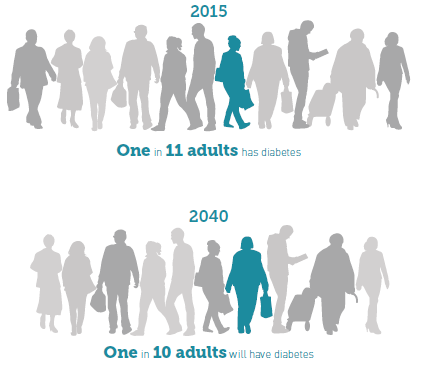 2015
One in 11 adults has diabetes
2040
One in 10 adults will have diabetes